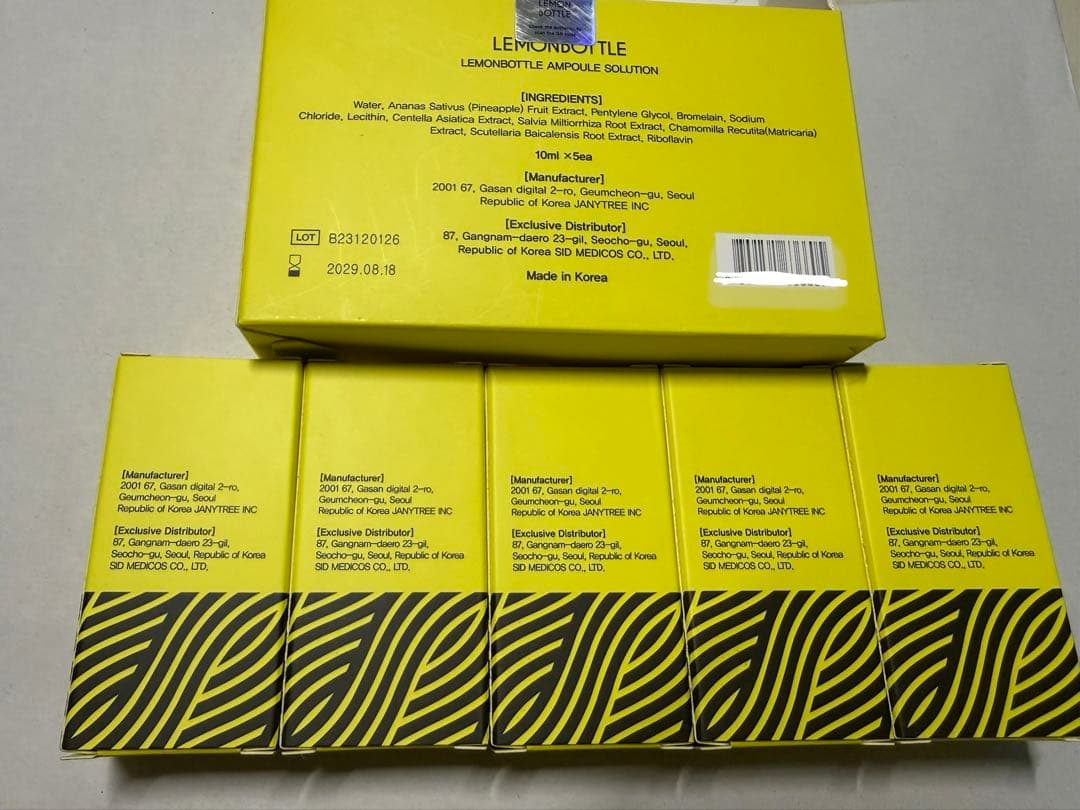 LEMON
BOTTLE
LEMONBOTTLE
LEMONBOTTLE AMPOULE SOLUTION
[INGREDIENTS]
Water, Ananas Sativus (Pineapple) Fruit Extract, Pentylene Glycol, Bromelain, Sodium
Chloride, Lecithin, Centella Asiatica Extract, Salvia Miltiorrhiza Root Extract, Chamomilla Recutita(Matricaria)
Extract, Scutellaria Baicalensis Root Extract, Riboflavin
10ml ×5ea
[Manufacturer]
2001 67, Gasan digital 2-ro, Geumcheon-gu, Seoul
Republic of Korea JANYTREE INC
[Exclusive Distributor]
87, Gangnam-daero 23-gil, Seocho-gu, Seoul,
Republic of Korea SID MEDICOS CO., LTD.
Made in Korea
LOT B23120126
2029.08.18
[Manufacturer]
2001 67, Gasan digital 2-ro,
Geumcheon-gu, Seoul
Republic of Korea JANYTREE INC
[Exclusive Distributor]
87, Gangnam-daero 23-gil,
Seocho-gu, Seoul, Republic of Korea
SID MEDICOS CO., LTD.
[Manufacturer]
2001 67, Gasan digital 2-ro,
Geumcheon-gu, Seoul
Republic of Korea JANYTREE INC
[Exclusive Distributor]
87, Gangnam-daero 23-gil,
Seocho-gu, Seoul, Republic of Korea
SID MEDICOS CO., LTD.
[Manufacturer]
2001 67, Gasan digital 2-ro,
Geumcheon-gu, Seoul
Republic of Korea JANYTREE INC
[Exclusive Distributor]
87, Gangnam-daero 23-gil,
Seocho-gu, Seoul, Republic of Korea
SID MEDICOS CO., LTD.
[Manufacturer]
2001 67, Gasan digital 2-ro,
Geumcheon-gu, Seoul
Republic of Korea JANYTREE INC
[Exclusive Distributor]
87, Gangnam-daero 23-gil,
Seocho-gu, Seoul, Republic of Korea
SID MEDICOS CO., LTD.
[Manufacturer]
2001 67, Gasan digital 2-ro,
Geumcheon-gu, Seoul
Republic of Korea JANYTREE INC
[Exclusive Distributor]
87, Gangnam-daero 23-gil,
Seocho-gu, Seoul, Republic of Korea
SID MEDICOS CO., LTD.